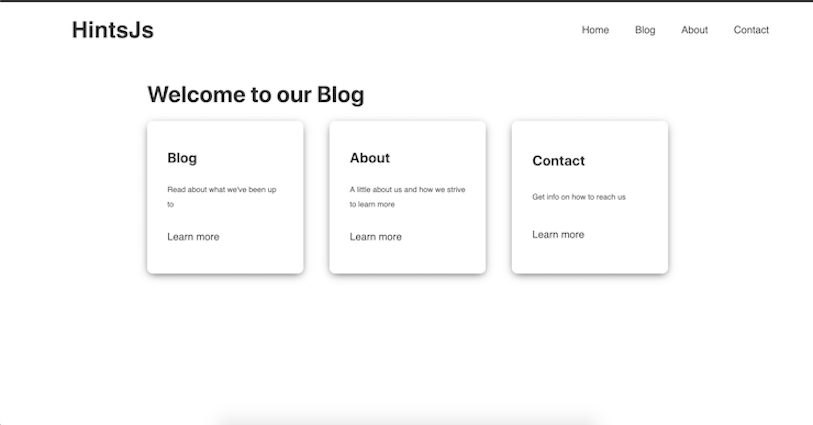 HintsJs
Home Blog About Contact
Welcome to our Blog
Blog
Read about what we've been up
to
Learn more
About
A little about us and how we strive
to learn more
Learn more
Contact
Get info on how to reach us
Learn more